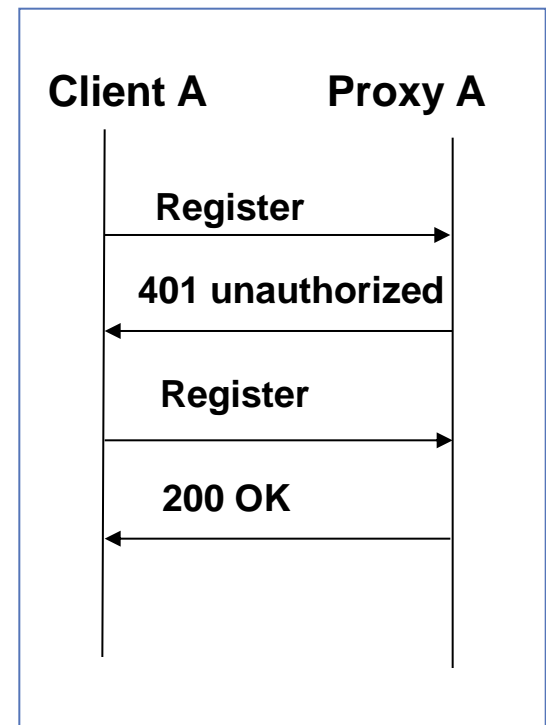 Client A Proxy A
Register
401 unauthorized
Register
200 OK